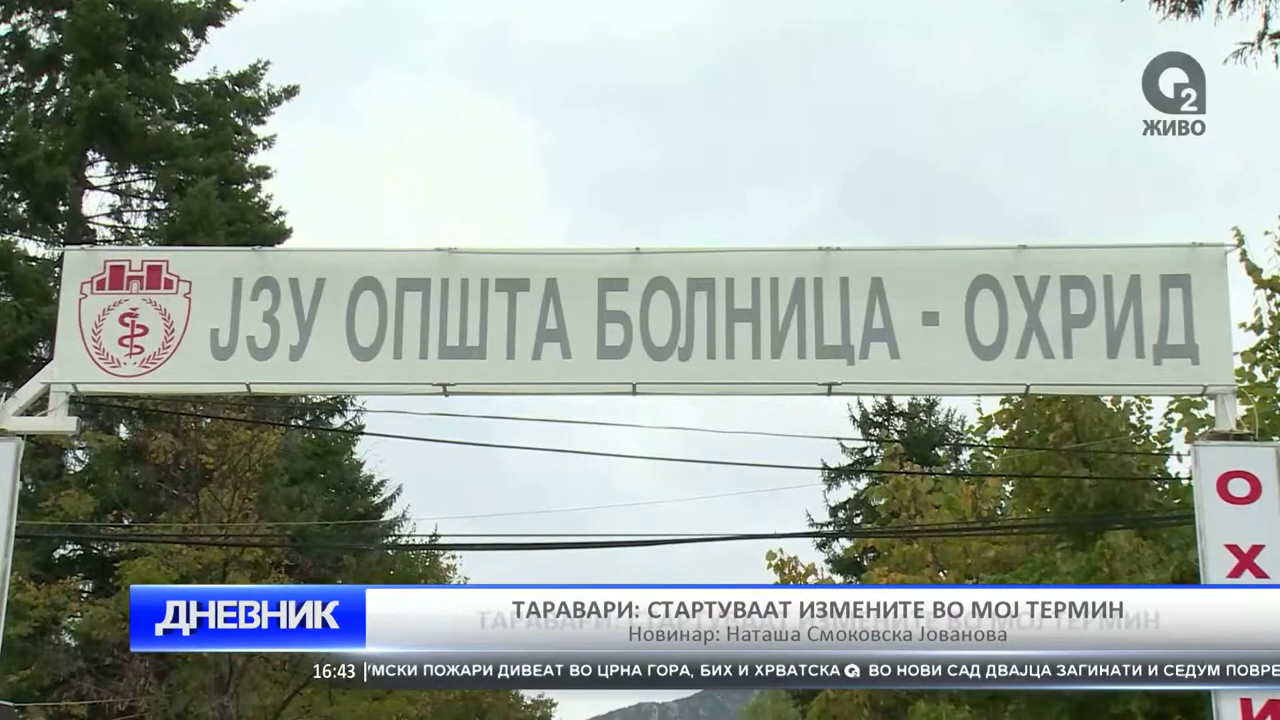 2
ЖИВО
ЈЗУ ОПШТА БОЛНИЦА - ОХРИД
О
Х
И
ДНЕВНИК
ТАРАВАРИ: СТАРТУВААТ ИЗМЕНИТЕ ВО МОЈ ТЕРМИН
Новинар: Наташа Смоковска Јованова
16:43 МСКИ ПОЖАРИ ДИВЕАТ ВО ЦРНА ГОРА, БИХ И ХРВАТСКА ВО НОВИ САД ДВАЈЦА ЗАГИНАТИ И СЕДУМ ПОВРЕ